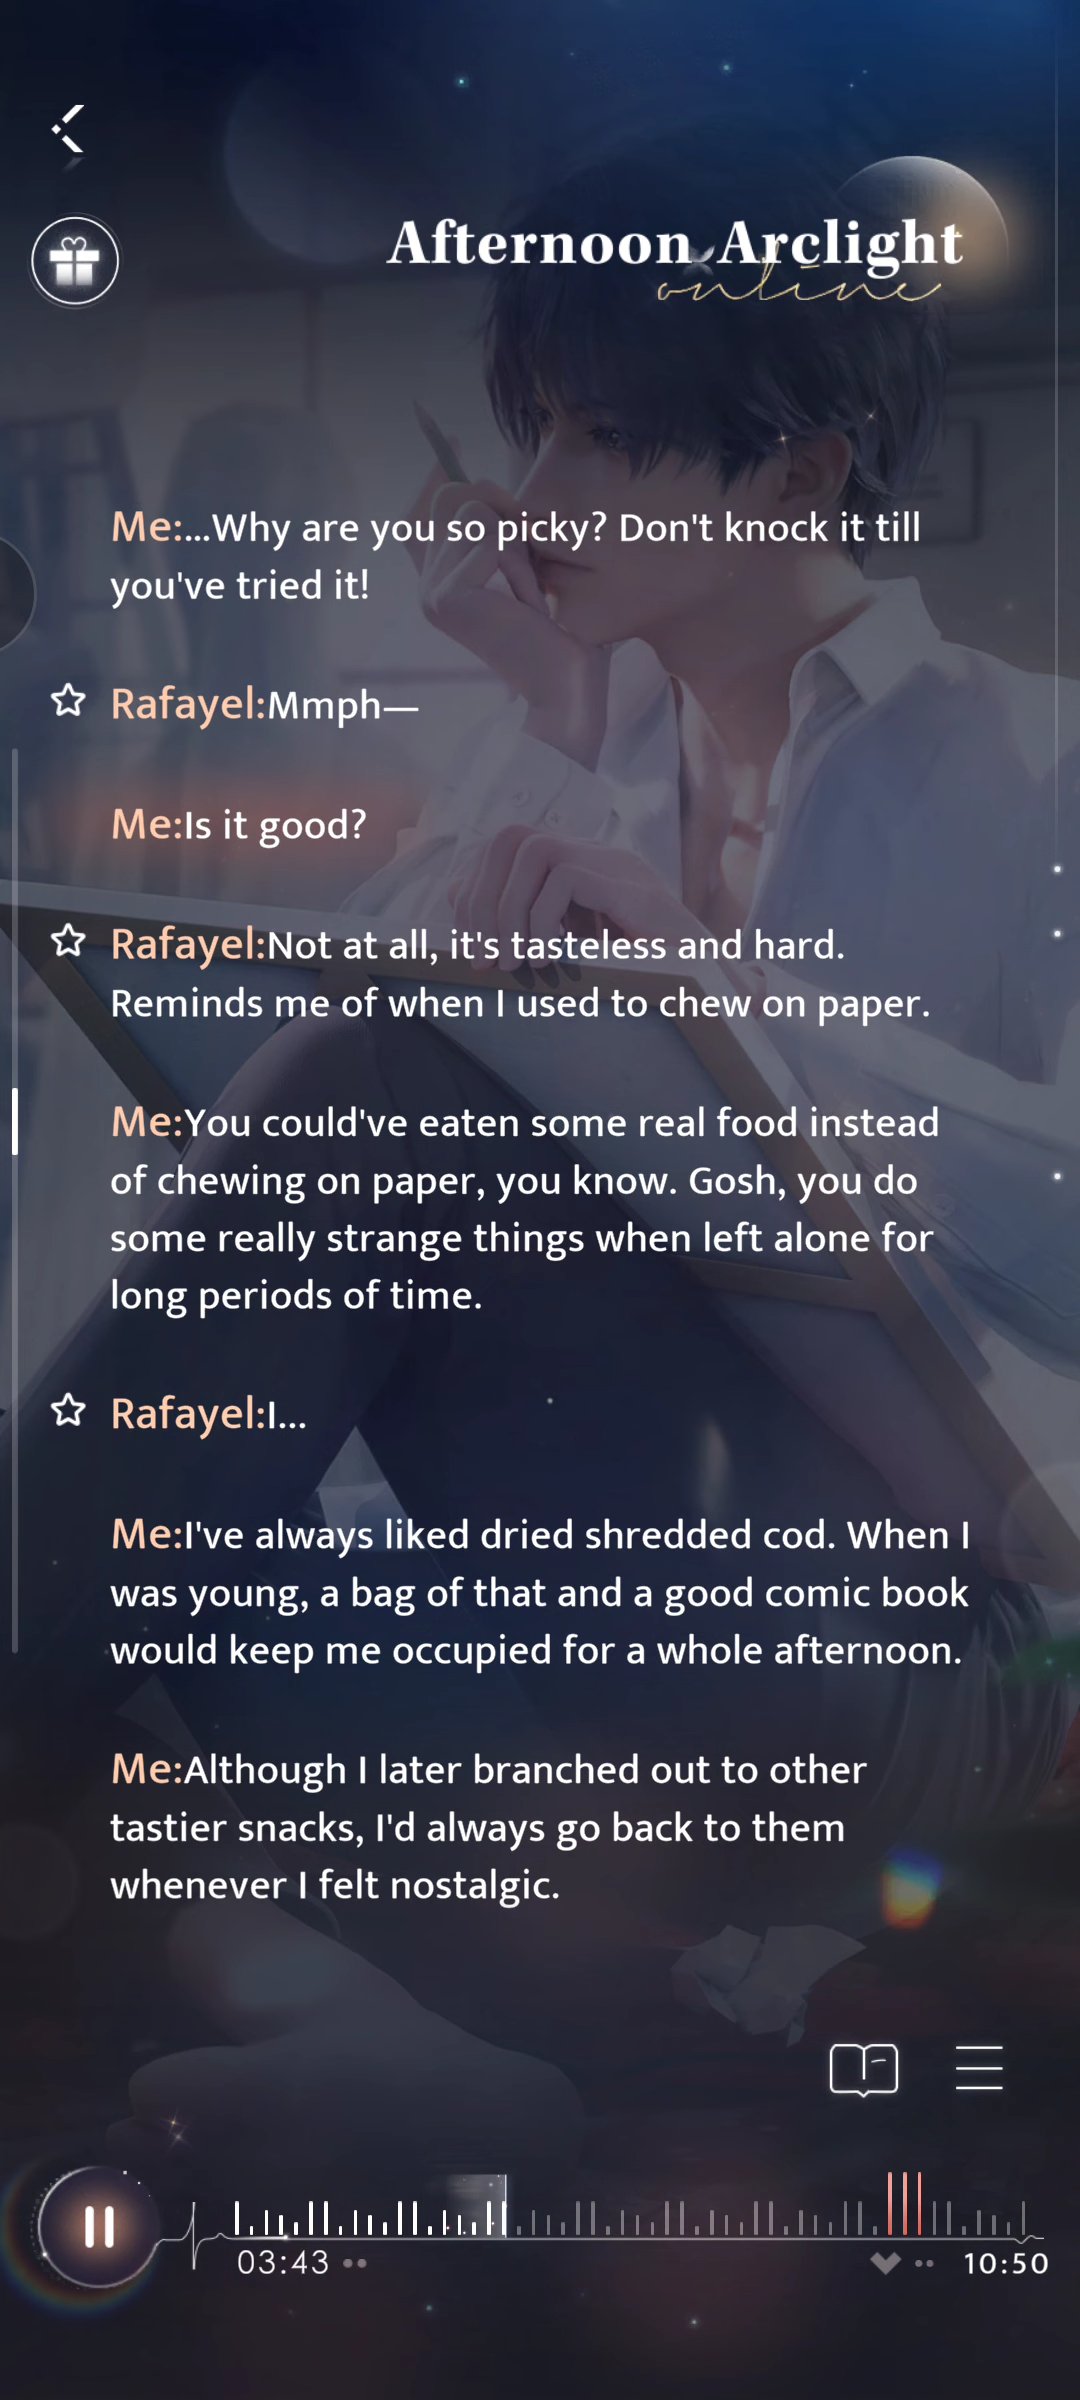 Afternoon Arclight
online
Me:...Why are you so picky? Don't knock it till
you've tried it!
Rafayel:Mmph—
Me:Is it good?
Rafayel:Not at all, it's tasteless and hard.
Reminds me of when I used to chew on paper.
Me:You could've eaten some real food instead
of chewing on paper, you know. Gosh, you do
some really strange things when left alone for
long periods of time.
Rafayel:I...
Me:I've always liked dried shredded cod. When I
was young, a bag of that and a good comic book
would keep me occupied for a whole afternoon.
Me:Although I later branched out to other
tastier snacks, I'd always go back to them
whenever I felt nostalgic.
03:43
10:50